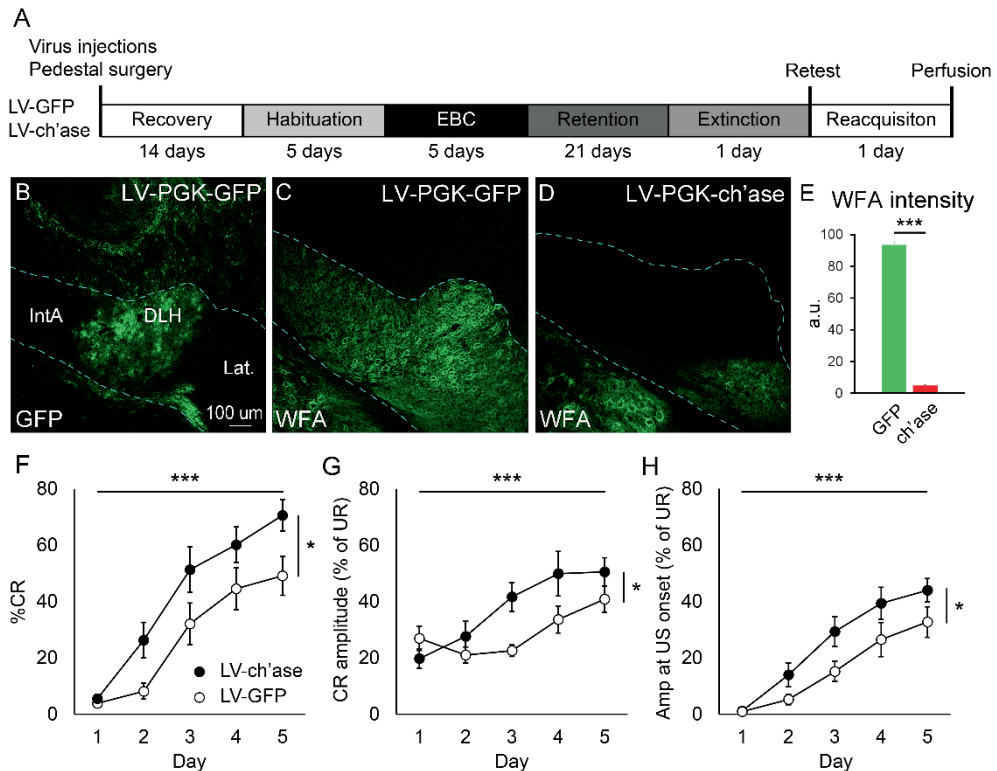 A
Virus injections
Pedestal surgery
Retest
Perfusion
LV-GFP
LV-ch'ase
Recovery
Habituation
EBC
Retention
Extinction
Reacquisiton
14 days
5 days
5 days
21 days
1 day
1 day
B
LV-PGK-GFP
IntA
DLH
Lat.
GFP
100 um
C
LV-PGK-GFP
WFA
D
LV-PGK-ch'ase
WFA
E
WFA intensity
***
a.u.
100
80
60
40
20
0
GFP
ch'ase
F
***
%CR
80
60
40
20
0
*
LV-ch'ase
LV-GFP
1 2 3 4 5
Day
G
***
CR amplitude (% of UR)
80
60
40
20
0
*
1 2 3 4 5
Day
H
***
Amp at US onset (% of UR)
80
60
40
20
0
*
1 2 3 4 5
Day